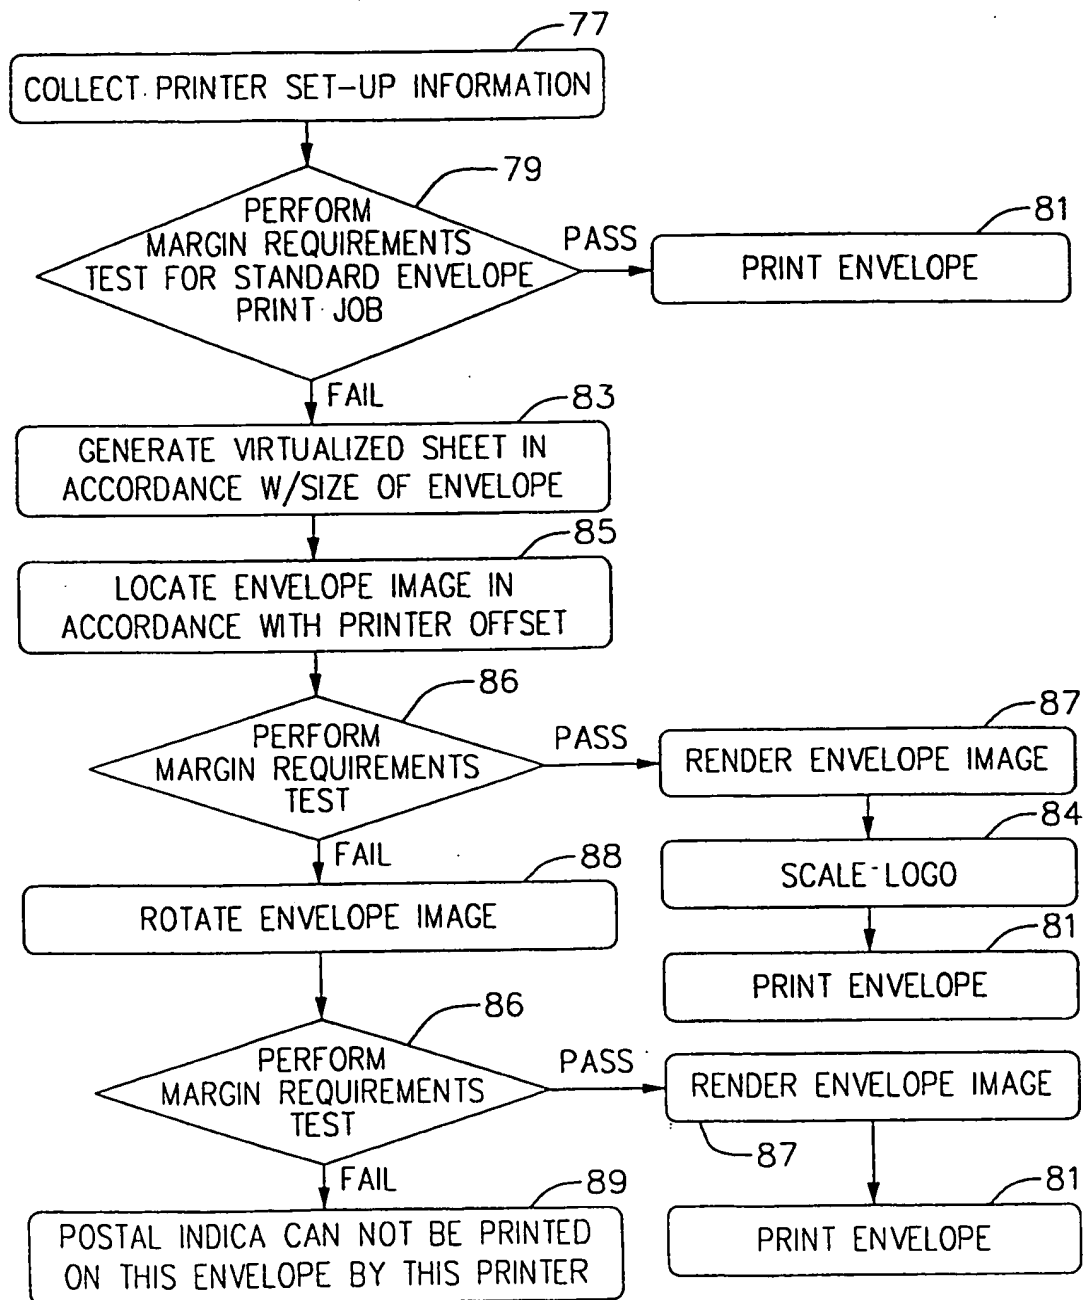 77
COLLECT PRINTER SET-UP INFORMATION
79
PERFORM
MARGIN REQUIREMENTS
TEST FOR STANDARD ENVELOPE
PRINT JOB
PASS
81
PRINT ENVELOPE
FAIL
83
GENERATE VIRTUALIZED SHEET IN
ACCORDANCE W/SIZE OF ENVELOPE
85
LOCATE ENVELOPE IMAGE IN
ACCORDANCE WITH PRINTER OFFSET
86
PERFORM
MARGIN REQUIREMENTS
TEST
PASS
87
RENDER ENVELOPE IMAGE
84
SCALE LOGO
81
PRINT ENVELOPE
FAIL
88
ROTATE ENVELOPE IMAGE
86
PERFORM
MARGIN REQUIREMENTS
TEST
PASS
RENDER ENVELOPE IMAGE
87
81
PRINT ENVELOPE
FAIL
89
POSTAL INDICA CAN NOT BE PRINTED
ON THIS ENVELOPE BY THIS PRINTER